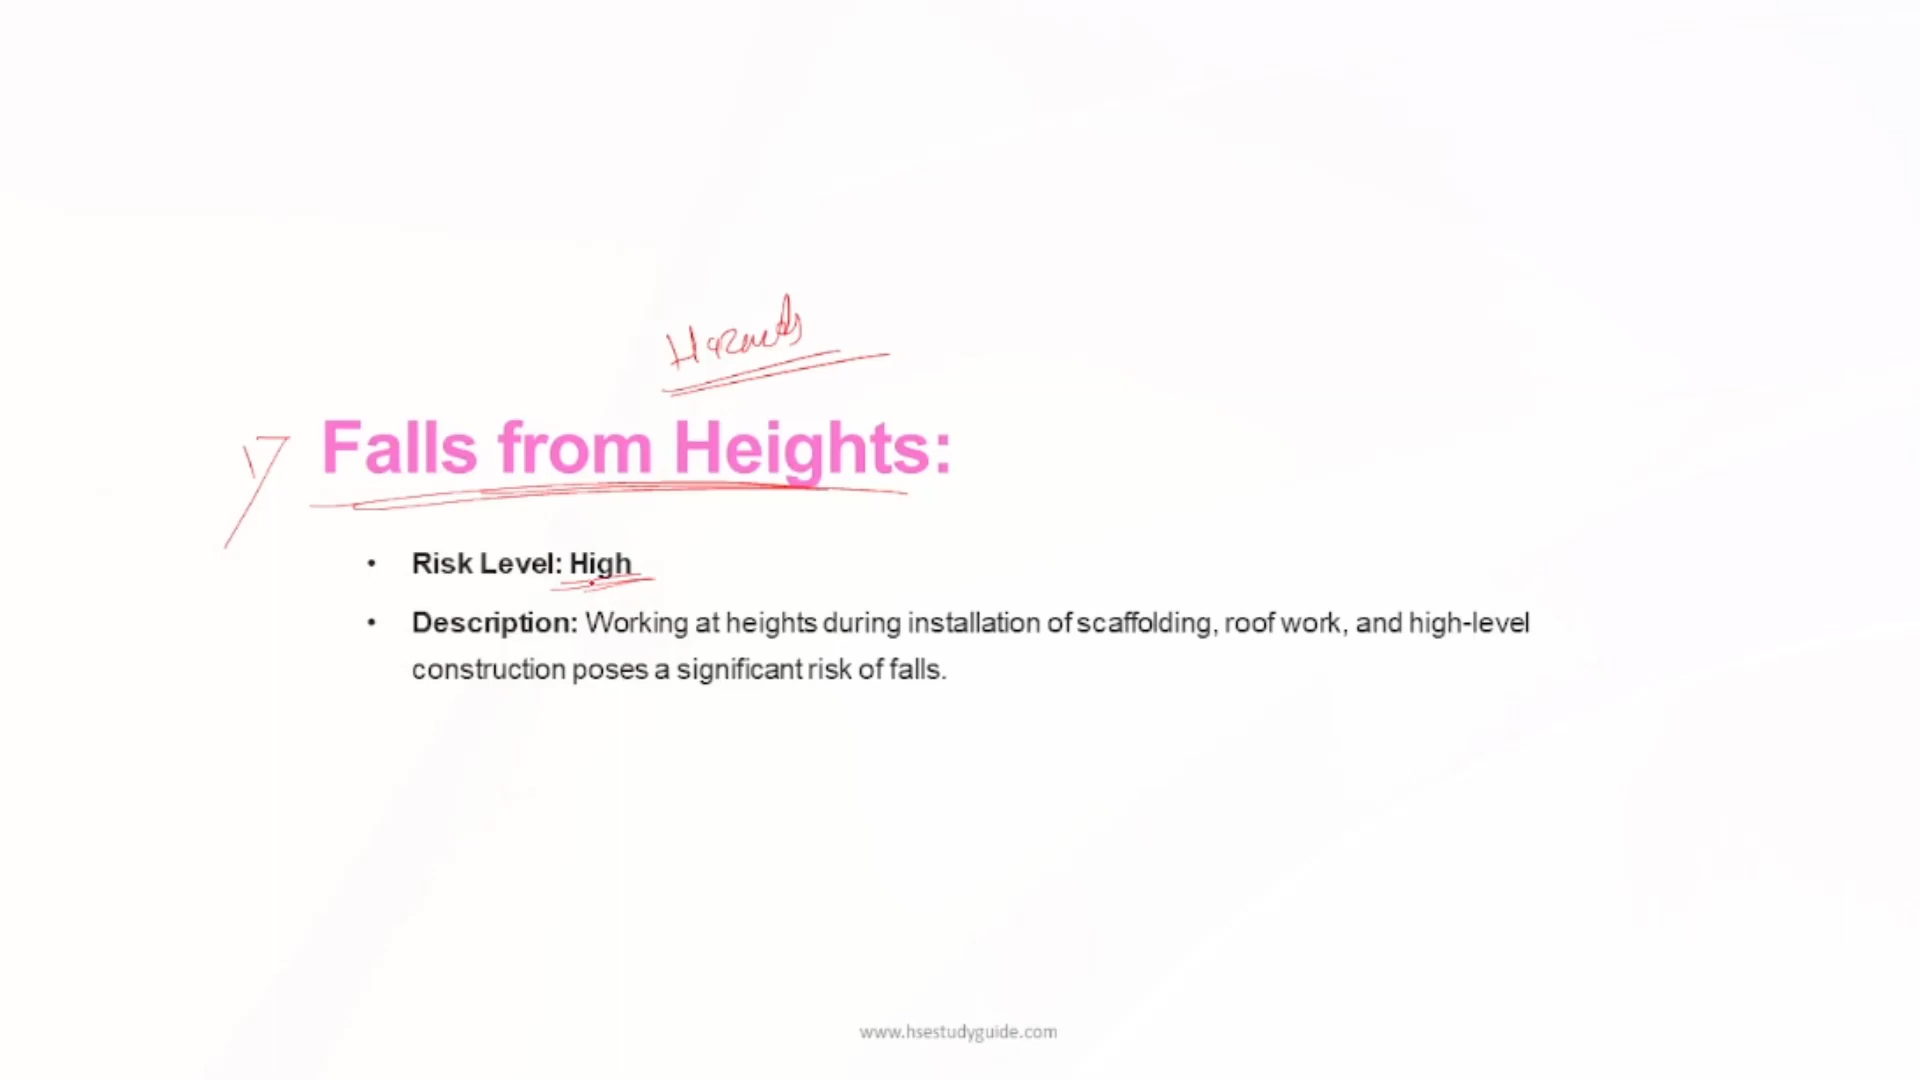 Hazards
Falls from Heights:
• Risk Level: High
• Description: Working at heights during installation of scaffolding, roof work, and high-level
construction poses a significant risk of falls.
www.hsestudyguide.com